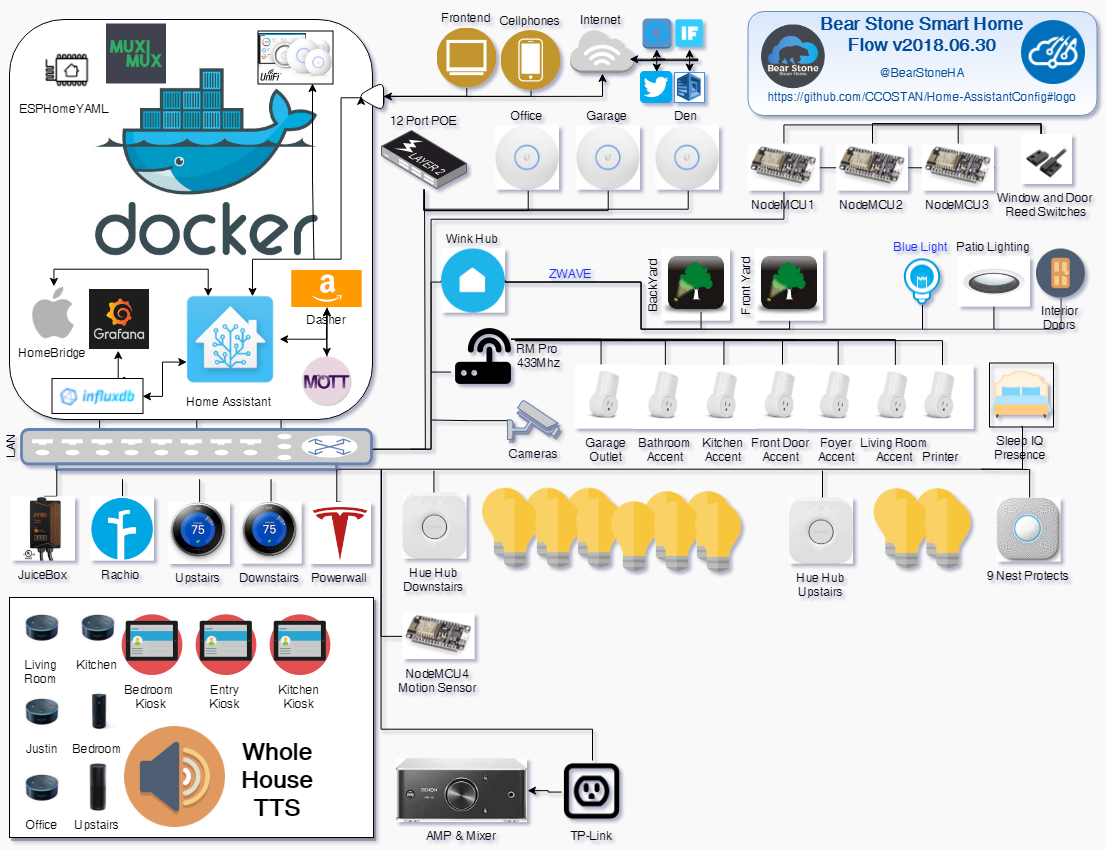 Bear Stone Smart Home
Flow v2018.06.30
@BearStoneHA
https://github.com/CCOSTAN/Home-AssistantConfig#logo
Bear Stone
Smart Home
MUXI
MUX
UniFi
ESPHomeYAML
docker
Frontend
Cellphones
Internet
IF
12 Port POE
LAYER 2
Office
Garage
Den
NodeMCU1
NodeMCU2
NodeMCU3
Window and Door
Reed Switches
Wink Hub
ZWAVE
BackYard
Front Yard
Blue Light
Patio Lighting
Interior
Doors
HomeBridge
Grafana
a
Dasher
MQTT
influxdb
Home Assistant
RM Pro
433Mhz
Cameras
Garage
Outlet
Bathroom
Accent
Kitchen
Accent
Front Door
Accent
Foyer
Accent
Living Room
Accent
Printer
Sleep IQ
Presence
LAN
JuiceBox
Rachio
75
Upstairs
75
Downstairs
Powerwall
Hue Hub
Downstairs
Hue Hub
Upstairs
9 Nest Protects
NodeMCU4
Motion Sensor
Living
Room
Kitchen
Bedroom
Kiosk
Entry
Kiosk
Kitchen
Kiosk
Justin
Bedroom
Office
Upstairs
Whole
House
TTS
DENON
AMP & Mixer
TP-Link